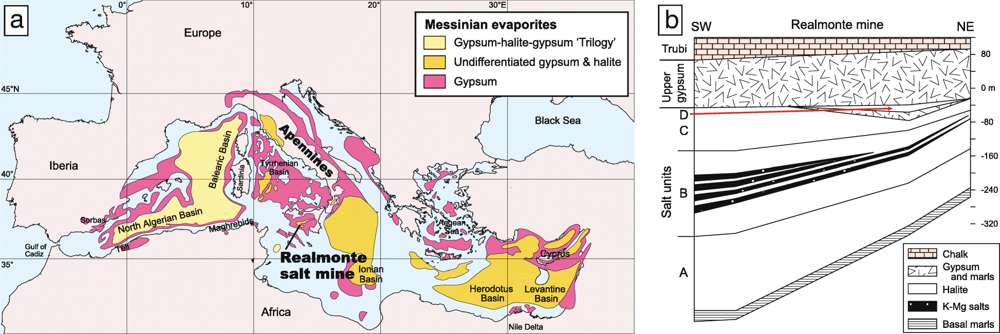 a
0°
10°
20°
30°E
45°N
40°
35°
Messinian evaporites
Gypsum-halite-gypsum ‘Trilogy’
Undifferentiated gypsum & halite
Gypsum
Europe
Black Sea
Iberia
Apennines
Balearic Basin
Sardinia
Tyrrhenian
Basin
North Algerian Basin
Sorbas
Maghrebids
Tell
Gulf of
Cadiz
Aegean
Sea
Realmonte
salt mine
Ionian
Basin
Cyprus
Herodotus
Basin
Levantine
Basin
Africa
Nile Delta
b
SW
Realmonte mine
NE
Trubi
Upper
gypsum
Salt units
D
C
B
A
80
0 m
-80
-160
-240
-320
Chalk
Gypsum
and marls
Halite
K-Mg salts
Basal marls